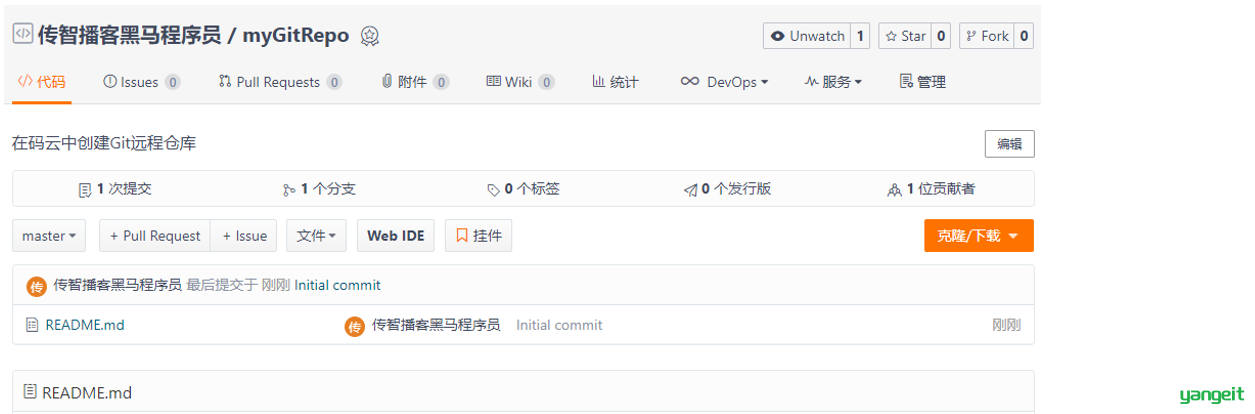 传智播客黑马程序员 / myGitRepo
Unwatch 1 Star 0 Fork 0
代码 Issues 0 Pull Requests 0 附件 0 Wiki 0 统计 DevOps 服务 管理
在码云中创建Git远程仓库 编辑
1 次提交 1 个分支 0 个标签 0 个发行版 1 位贡献者
master + Pull Request + Issue 文件 Web IDE 挂件 克隆/下载
传 传智播客黑马程序员 最后提交于 刚刚 Initial commit
README.md 传 传智播客黑马程序员 Initial commit 刚刚
README.md
yangeit